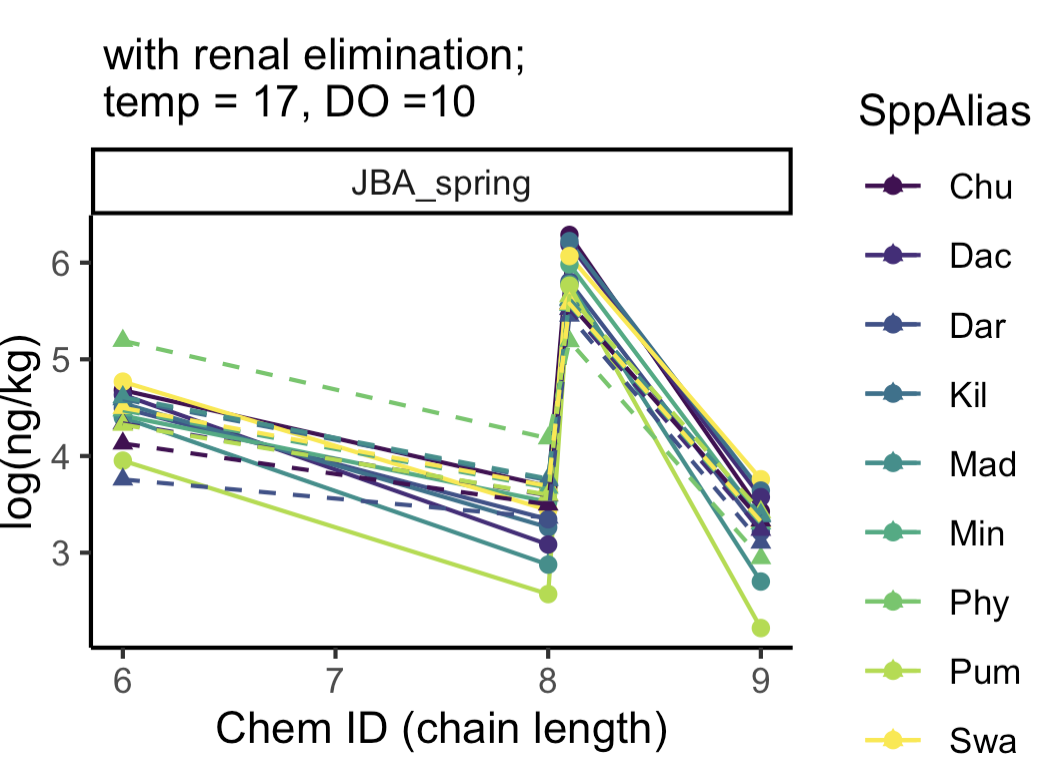 with renal elimination;
temp = 17, DO =10
JBA_spring
SppAlias
Chu
Dac
Dar
Kil
Mad
Min
Phy
Pum
Swa
log(ng/kg)
6
5
4
3
6 7 8 9
Chem ID (chain length)